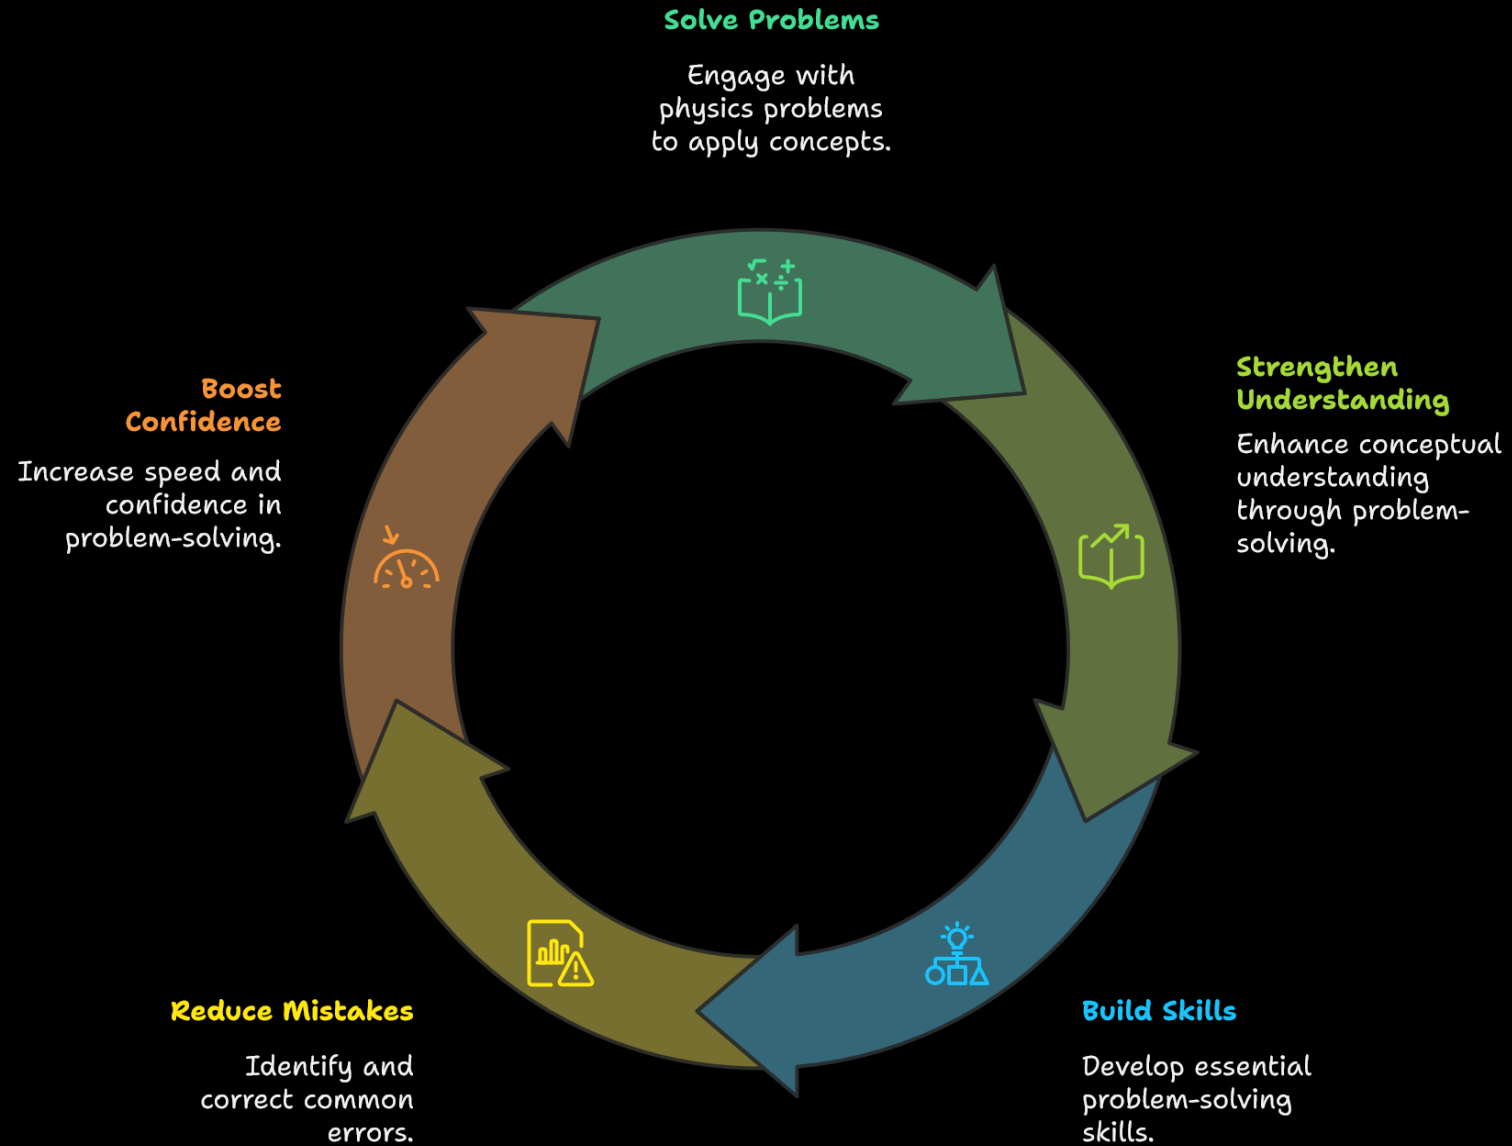 Solve Problems
Engage with
physics problems
to apply concepts.
Strengthen
Understanding
Enhance conceptual
understanding
through problem-
solving.
Build Skills
Develop essential
problem-solving
skills.
Reduce Mistakes
Identify and
correct common
errors.
Boost
Confidence
Increase speed and
confidence in
problem-solving.